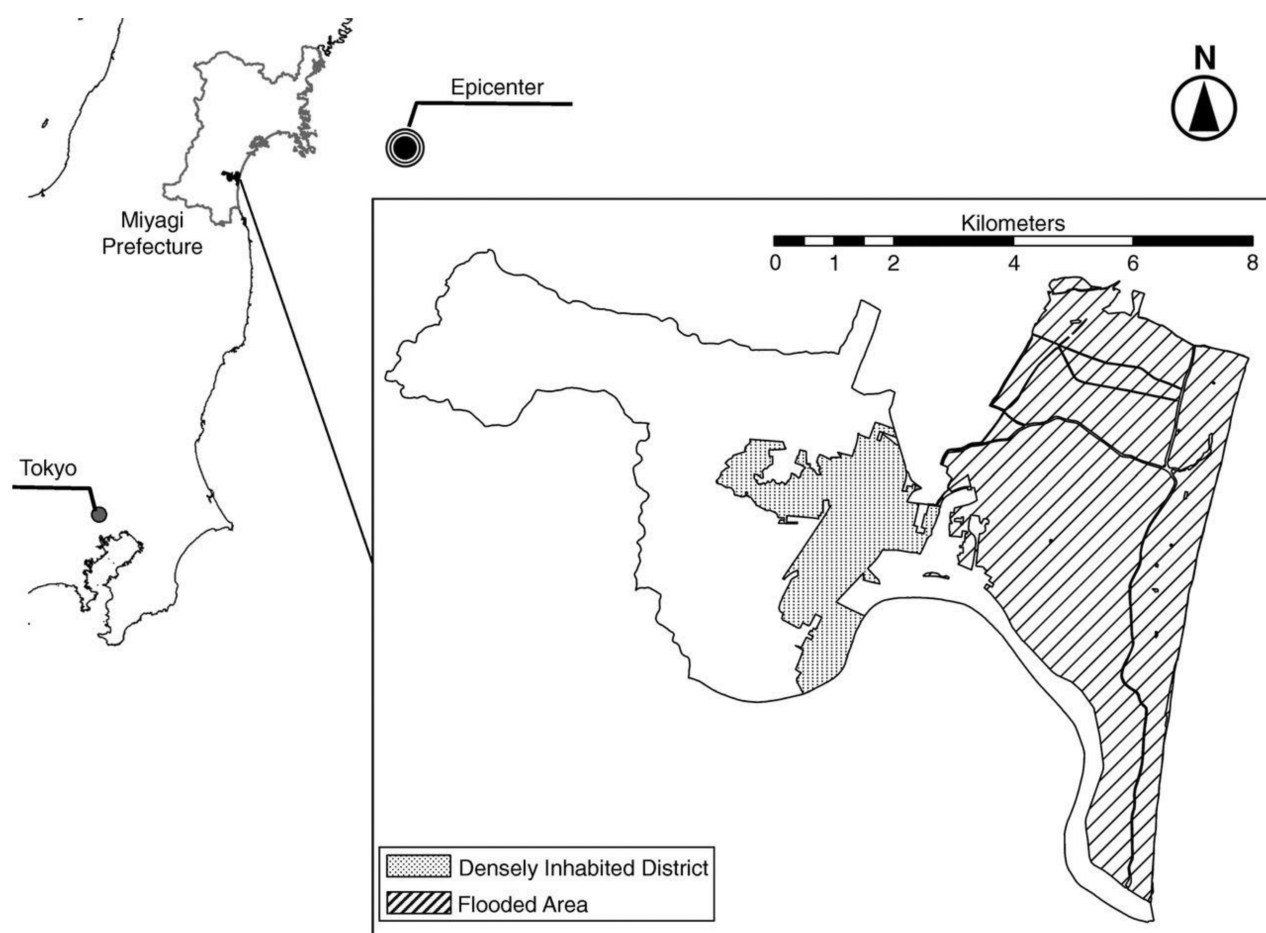 Epicenter
N
Miyagi
Prefecture
Kilometers
0 1 2 4 6 8
Tokyo
Densely Inhabited District
Flooded Area